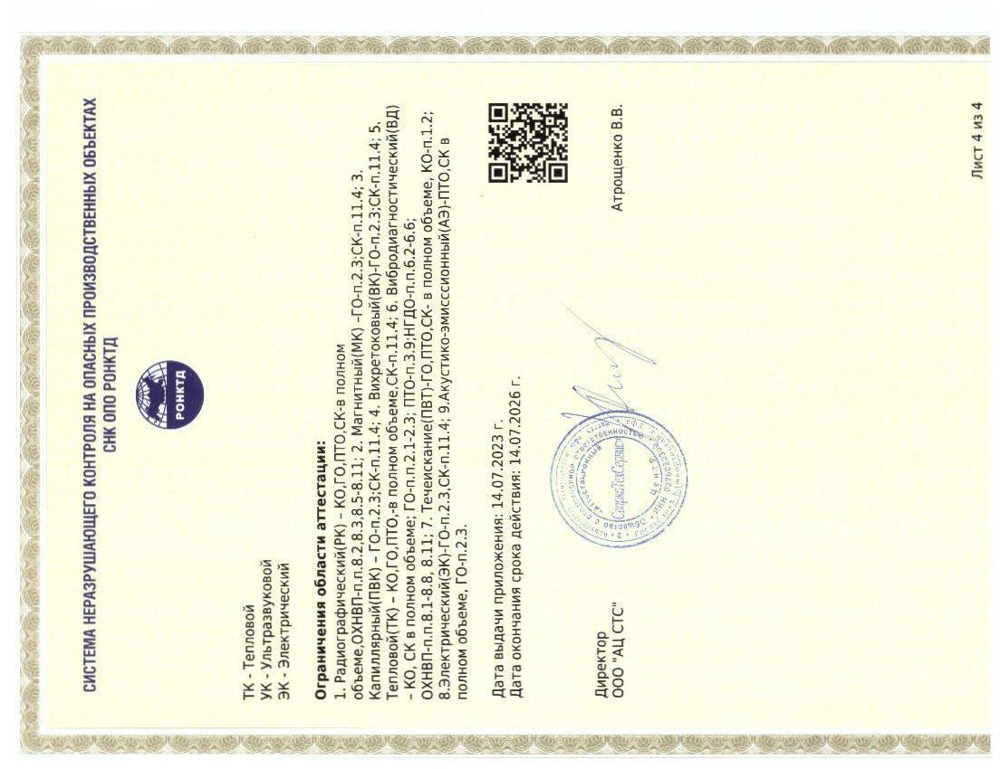 СИСТЕМА НЕРАЗРУШАЮЩЕГО КОНТРОЛЯ НА ОПАСНЫХ ПРОИЗВОДСТВЕННЫХ ОБЪЕКТАХ
СНК ОПО РОНКТД
РОНКТД
ТК - Тепловой
УК - Ультразвуковой
ЭК - Электрический
Ограничения области аттестации:
1. Радиографический(РК) – КО,ГО,ПТО,СК-в полном
объеме,ОХНВП-п.п.8.2,8.3,8.5-8.11; 2. Магнитный(МК) –ГО-п.2.3;СК-п.11.4; 3.
Капиллярный(ПВК) – ГО-п.2.3;СК-п.11.4; 4. Вихретоковый(ВК)-ГО-п.2.3;СК-п.11.4; 5.
Тепловой(ТК) – КО,ГО,ПТО,-в полном объеме,СК-п.11.4; 6. Вибродиагностический(ВД)
– КО, СК в полном объеме; ГО-п.п.2.1-2.3; ПТО-п.3.9;НГДО-п.п.6.2-6.6;
ОХНВП-п.п.8.1-8.8, 8.11; 7. Течеискание(ПВТ)-ГО,ПТО,СК- в полном объеме, КО-п.1.2;
8.Электрический(ЭК)-ГО-п.2.3,СК-п.11.4; 9.Акустико-эмисссионный(АЭ)-ПТО,СК в
полном объеме, ГО-п.2.3.
Дата выдачи приложения: 14.07.2023 г.
Дата окончания срока действия: 14.07.2026 г.
Директор
ООО "АЦ СТС"
Атрощенко В.В.
Общество с ограниченной ответственностью
«Аттестационный
Центр
СваркаТехСервис»
Лист 4 из 4